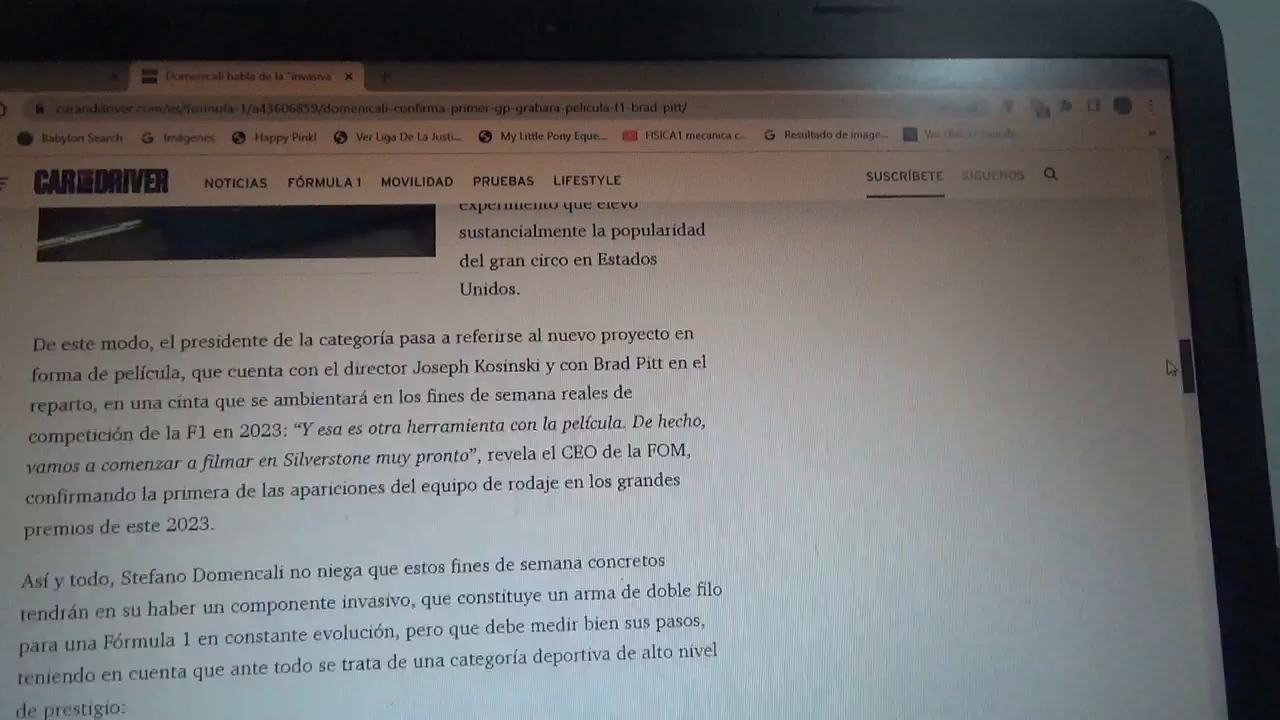 Domencali habla de la "invasiva
carandriver.com/es/formula-1/a43606859/domenicali-confirma-primer-gp-grabara-pelicula-f1-brad-pitt/
Babylon Search Imágenes Happy Pink! Ver Liga De La Justi... My Little Pony Eque... FISICA1 mecanica c... Resultado de image...
CAR DRIVER NOTICIAS FÓRMULA 1 MOVILIDAD PRUEBAS LIFESTYLE SUSCRÍBETE SÍGUENOS
experimento que elevó
sustancialmente la popularidad
del gran circo en Estados
Unidos.
De este modo, el presidente de la categoría pasa a referirse al nuevo proyecto en
forma de película, que cuenta con el director Joseph Kosinski y con Brad Pitt en el
reparto, en una cinta que se ambientará en los fines de semana reales de
competición de la F1 en 2023: “Y esa es otra herramienta con la película. De hecho,
vamos a comenzar a filmar en Silverstone muy pronto”, revela el CEO de la FOM,
confirmando la primera de las apariciones del equipo de rodaje en los grandes
premios de este 2023.
Así y todo, Stefano Domencali no niega que estos fines de semana concretos
tendrán en su haber un componente invasivo, que constituye un arma de doble filo
para una Fórmula 1 en constante evolución, pero que debe medir bien sus pasos,
teniendo en cuenta que ante todo se trata de una categoría deportiva de alto nivel
de prestigio: